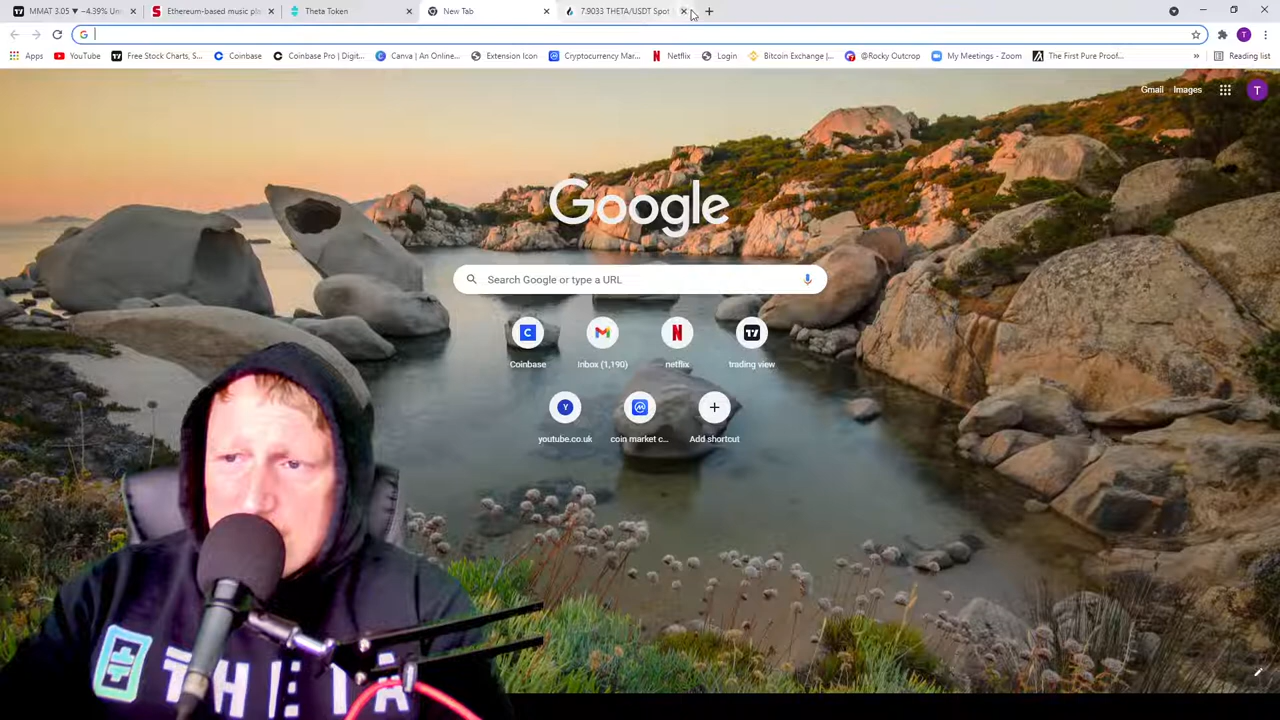 MMAT 3.05 ▼ −4.39% Un
Ethereum-based music pl
Theta Token
New Tab
7.9033 THETA/USDT Spot
Apps
YouTube
Free Stock Charts, S...
Coinbase
Coinbase Pro | Digit...
Canva / An Online...
Extension Icon
Cryptocurrency Mar...
Netflix
Login
Bitcoin Exchange |...
@Rocky Outcrop
My Meetings - Zoom
The First Pure Proof...
»
Reading list
T
Gmail
Images
T
Google
Search Google or type a URL
Coinbase
Inbox (1,190)
netflix
trading view
Y
youtube.co.uk
coin market c...
Add shortcut
THETA